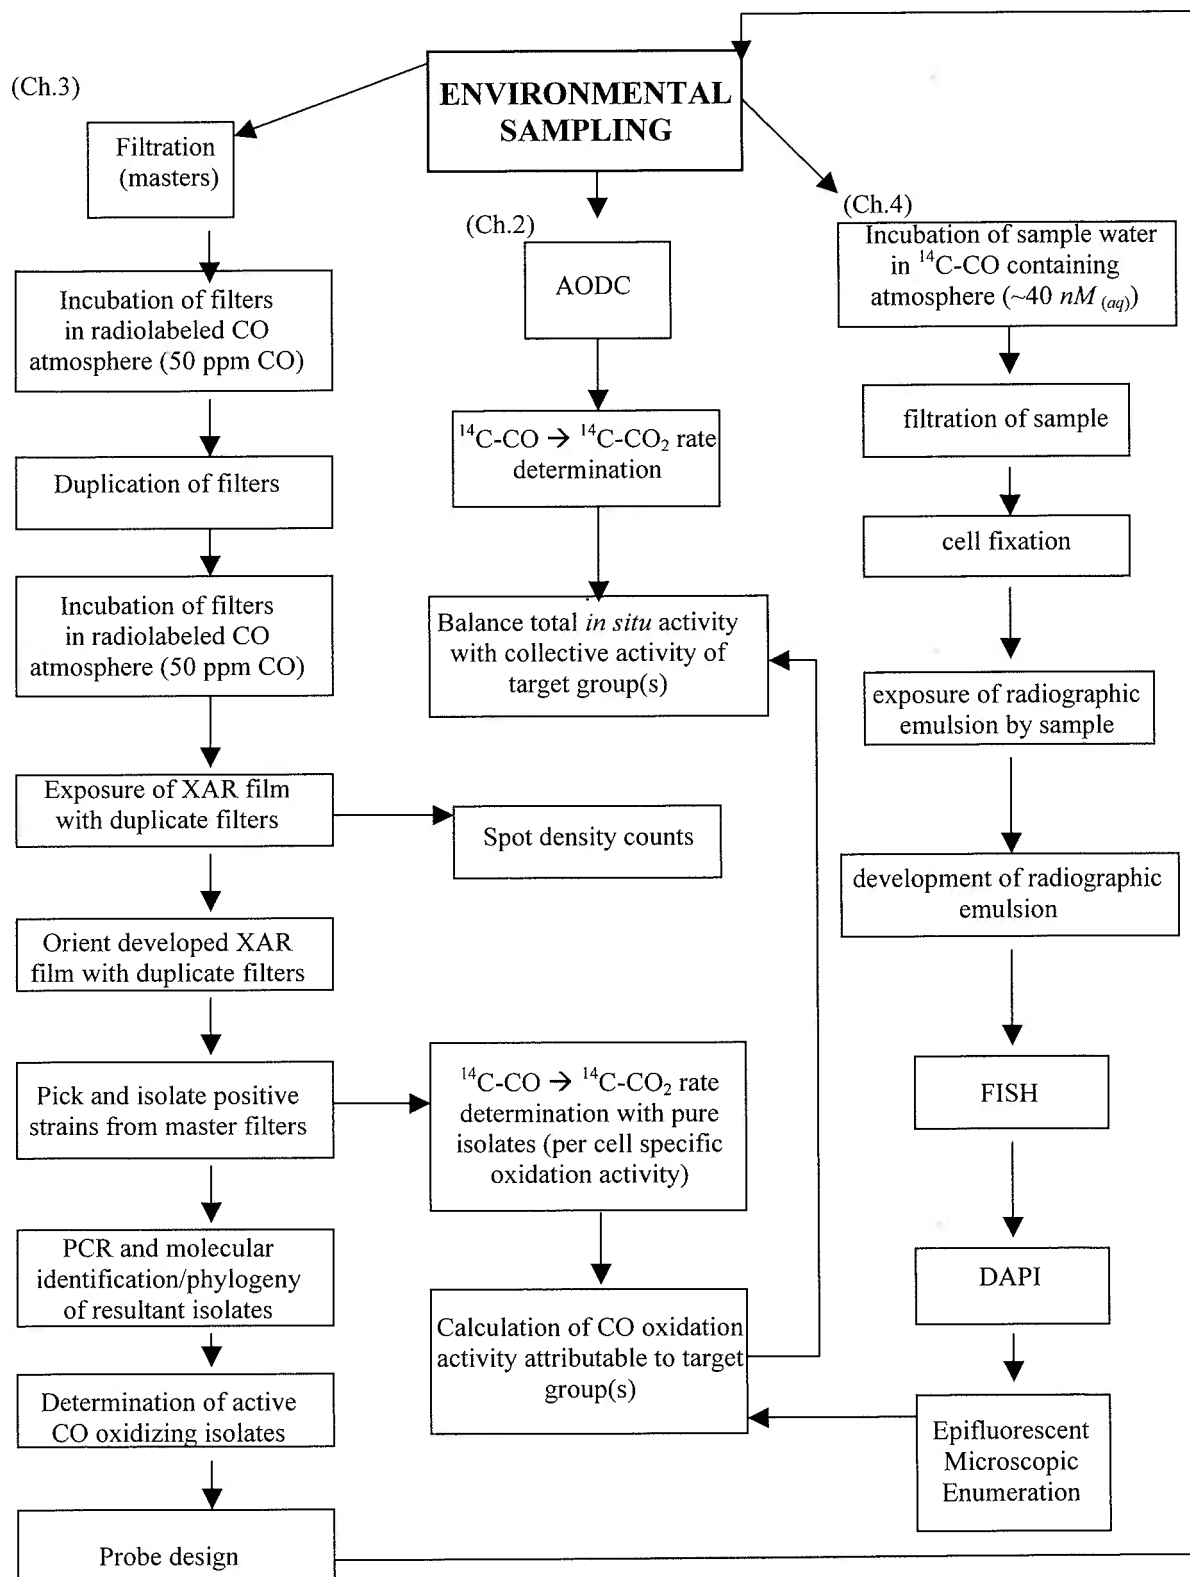 (Ch.3)
ENVIRONMENTAL
SAMPLING
Filtration
(masters)
Incubation of filters
in radiolabeled CO
atmosphere (50 ppm CO)
Duplication of filters
Incubation of filters
in radiolabeled CO
atmosphere (50 ppm CO)
Exposure of XAR film
with duplicate filters
Spot density counts
Orient developed XAR
film with duplicate filters
Pick and isolate positive
strains from master filters
PCR and molecular
identification/phylogeny
of resultant isolates
Determination of active
CO oxidizing isolates
Probe design
(Ch.2)
AODC
¹⁴C-CO → ¹⁴C-CO₂ rate
determination
Balance total in situ activity
with collective activity of
target group(s)
¹⁴C-CO → ¹⁴C-CO₂ rate
determination with pure
isolates (per cell specific
oxidation activity)
Calculation of CO oxidation
activity attributable to target
group(s)
(Ch.4)
Incubation of sample water
in ¹⁴C-CO containing
atmosphere (~40 nM (aq))
filtration of sample
cell fixation
exposure of radiographic
emulsion by sample
development of radiographic
emulsion
FISH
DAPI
Epifluorescent
Microscopic
Enumeration